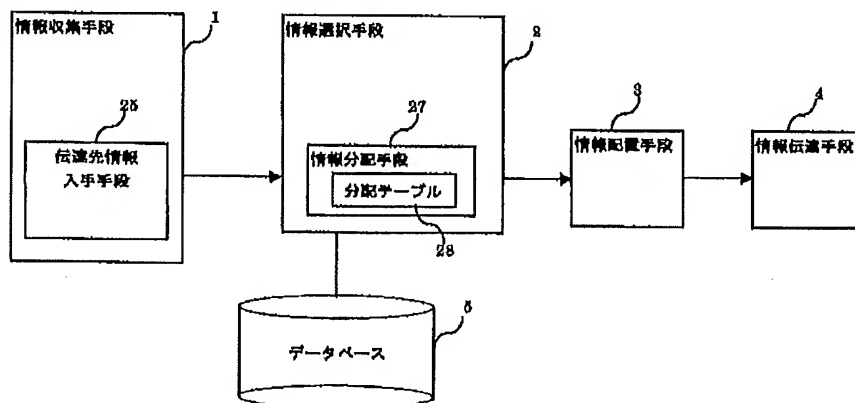 情報収集手段
1
25
伝達先情報
入手手段
情報選択手段
2
27
情報分配手段
分配テーブル
28
3
情報配置手段
4
情報伝達手段
5
データベース